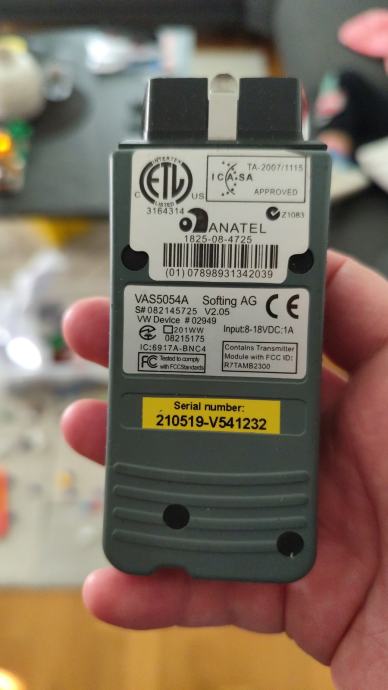 INTERTEK
ETL
C US
LISTED
3164314
TA-2007/1115
ICASA
APPROVED
Z1083
ANATEL
1825-08-4725
(01) 07898931342039
VAS5054A Softing AG
S# 082145725 V2.05
VW Device # 02949
CE
201WW
08215175
Input:8-18VDC:1A
IC:6917A-BNC4
FC Tested to comply
with FCC Standards
Contains Transmitter
Module with FCC ID:
R7TAMB2300
Serial number:
210519-V541232